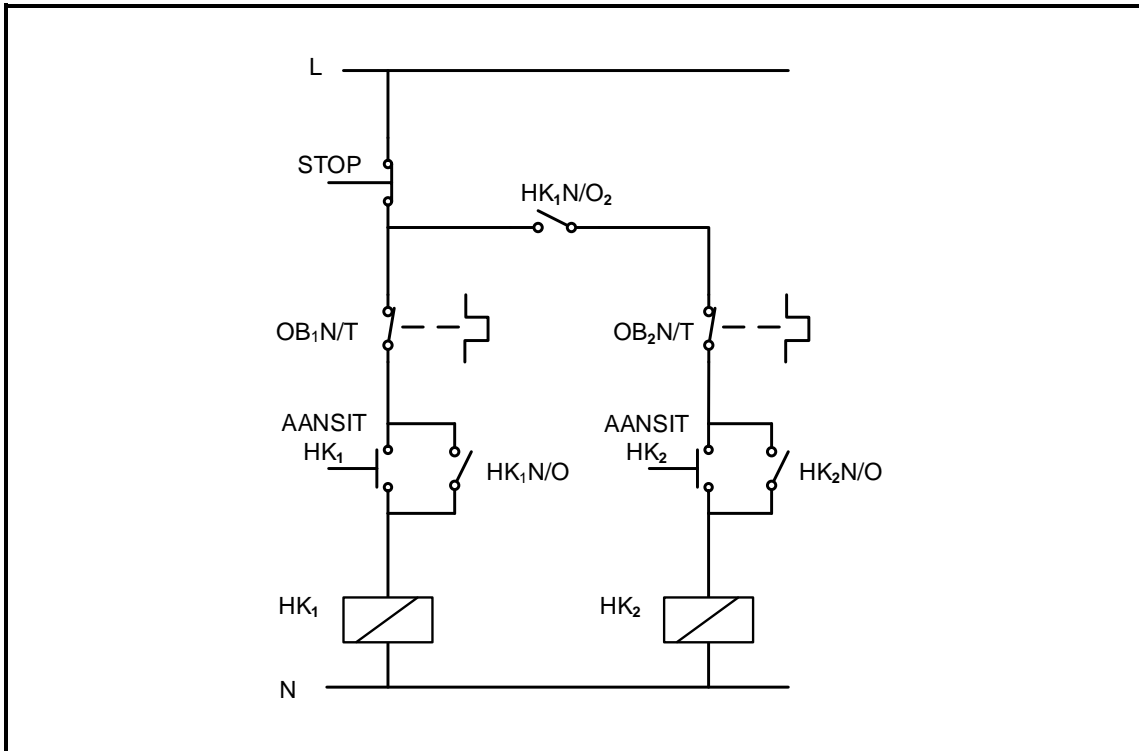 L
STOP
HK₁N/O₂
OB₁N/T
OB₂N/T
AANSIT
HK₁
AANSIT
HK₂
HK₁N/O
HK₂N/O
HK₁
HK₂
N